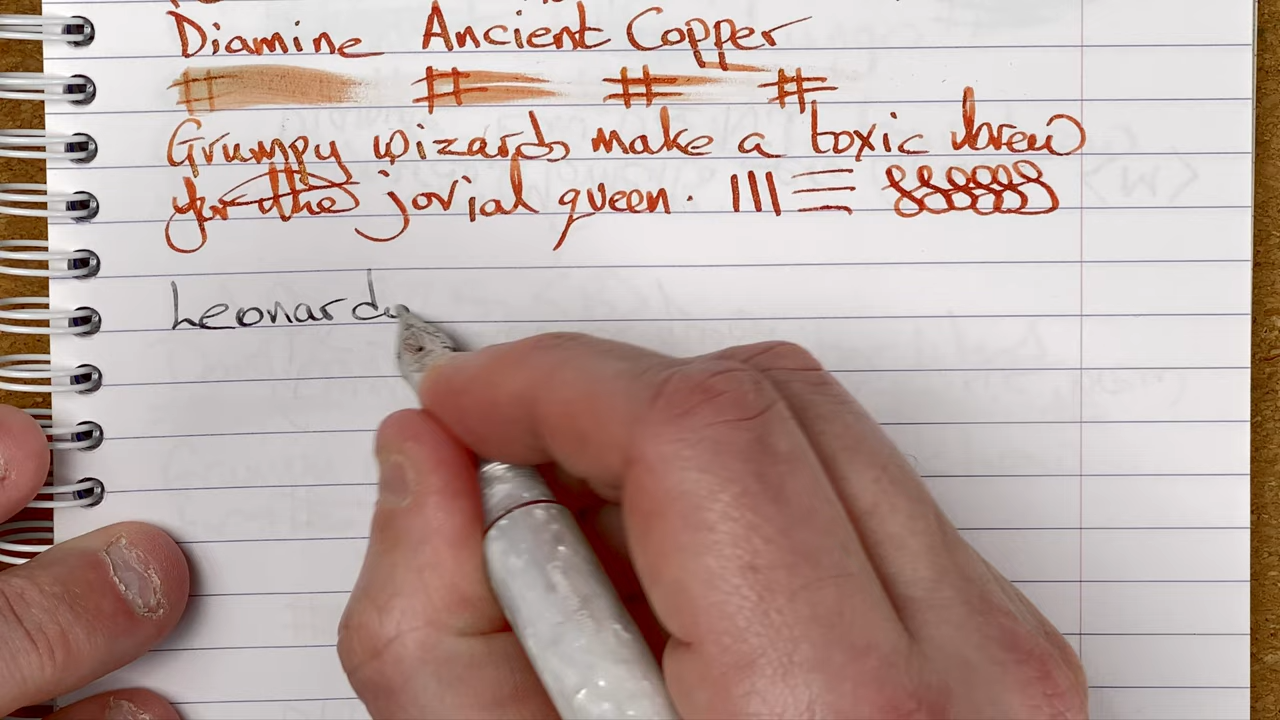 Diamine Ancient Copper
# # # #
Grumpy wizards make a toxic brew
for the jovial queen. ||| ☰
Leonardo